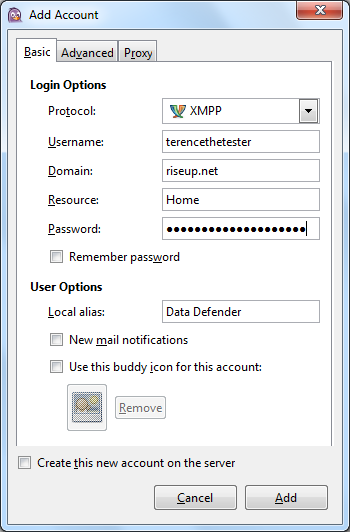 Add Account
Basic Advanced Proxy
Login Options
Protocol: XMPP
Username: terencethetester
Domain: riseup.net
Resource: Home
Password: ●●●●●●●●●●●●●●●●●●●●
Remember password
User Options
Local alias: Data Defender
New mail notifications
Use this buddy icon for this account:
Remove
Create this new account on the server
Cancel Add